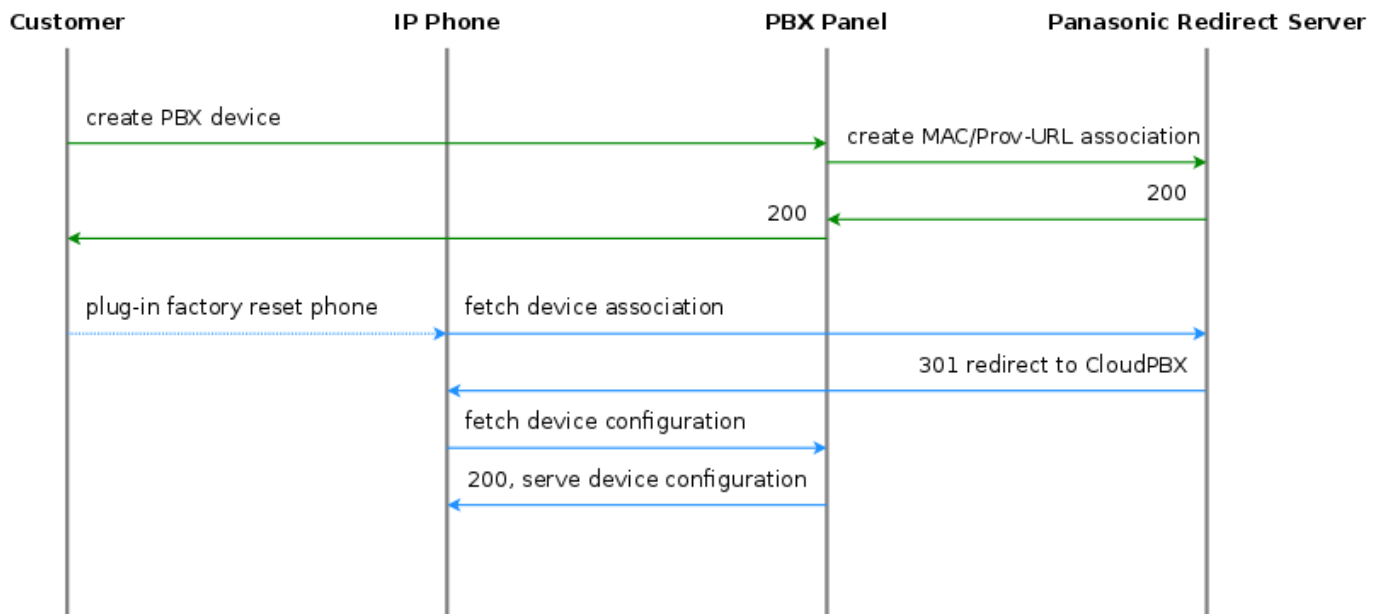 Customer
IP Phone
PBX Panel
Panasonic Redirect Server
create PBX device
create MAC/Prov-URL association
200
200
plug-in factory reset phone
fetch device association
301 redirect to CloudPBX
fetch device configuration
200, serve device configuration